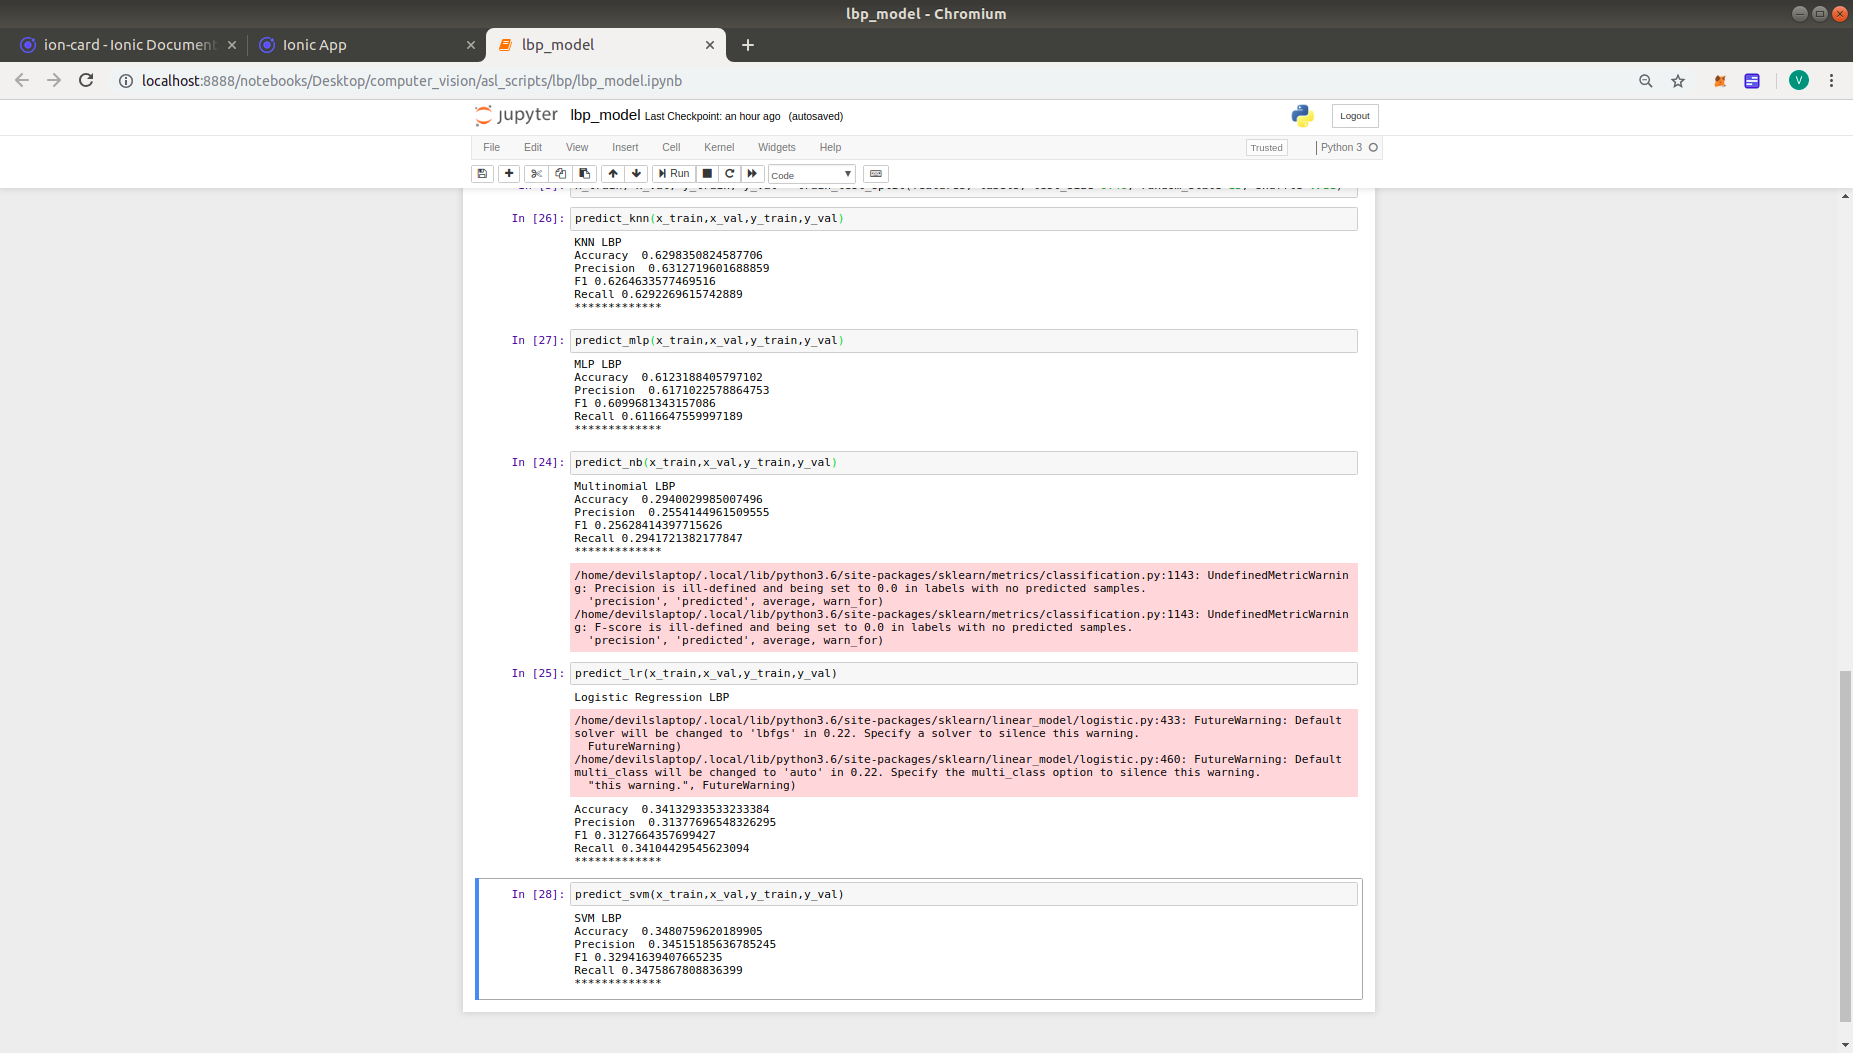 lbp_model - Chromium
ion-card - Ionic Document
Ionic App
lbp_model
localhost:8888/notebooks/Desktop/computer_vision/asl_scripts/lbp/lbp_model.ipynb
V
jupyter lbp_model Last Checkpoint: an hour ago (autosaved)
Logout
File Edit View Insert Cell Kernel Widgets Help
Trusted
Python 3
Run
Code
In [26]: predict_knn(x_train,x_val,y_train,y_val)
KNN LBP
Accuracy  0.6298350824587706
Precision  0.6312719601688859
F1 0.6264633577469516
Recall 0.6292269615742889
*************
In [27]: predict_mlp(x_train,x_val,y_train,y_val)
MLP LBP
Accuracy  0.6123188405797102
Precision  0.6171022578864753
F1 0.6099681343157086
Recall 0.6116647559997189
*************
In [24]: predict_nb(x_train,x_val,y_train,y_val)
Multinomial LBP
Accuracy  0.2940029985007496
Precision  0.2554144961509555
F1 0.25628414397715626
Recall 0.2941721382177847
*************
/home/devilslaptop/.local/lib/python3.6/site-packages/sklearn/metrics/classification.py:1143: UndefinedMetricWarnin
g: Precision is ill-defined and being set to 0.0 in labels with no predicted samples.
'precision', 'predicted', average, warn_for)
/home/devilslaptop/.local/lib/python3.6/site-packages/sklearn/metrics/classification.py:1143: UndefinedMetricWarnin
g: F-score is ill-defined and being set to 0.0 in labels with no predicted samples.
'precision', 'predicted', average, warn_for)
In [25]: predict_lr(x_train,x_val,y_train,y_val)
Logistic Regression LBP
/home/devilslaptop/.local/lib/python3.6/site-packages/sklearn/linear_model/logistic.py:433: FutureWarning: Default
solver will be changed to 'lbfgs' in 0.22. Specify a solver to silence this warning.
FutureWarning)
/home/devilslaptop/.local/lib/python3.6/site-packages/sklearn/linear_model/logistic.py:460: FutureWarning: Default
multi_class will be changed to 'auto' in 0.22. Specify the multi_class option to silence this warning.
"this warning.", FutureWarning)
Accuracy  0.34132933533233384
Precision  0.31377696548326295
F1 0.3127664357699427
Recall 0.34104429545623094
*************
In [28]: predict_svm(x_train,x_val,y_train,y_val)
SVM LBP
Accuracy  0.3480759620189905
Precision  0.34515185636785245
F1 0.32941639407665235
Recall 0.3475867808836399
*************